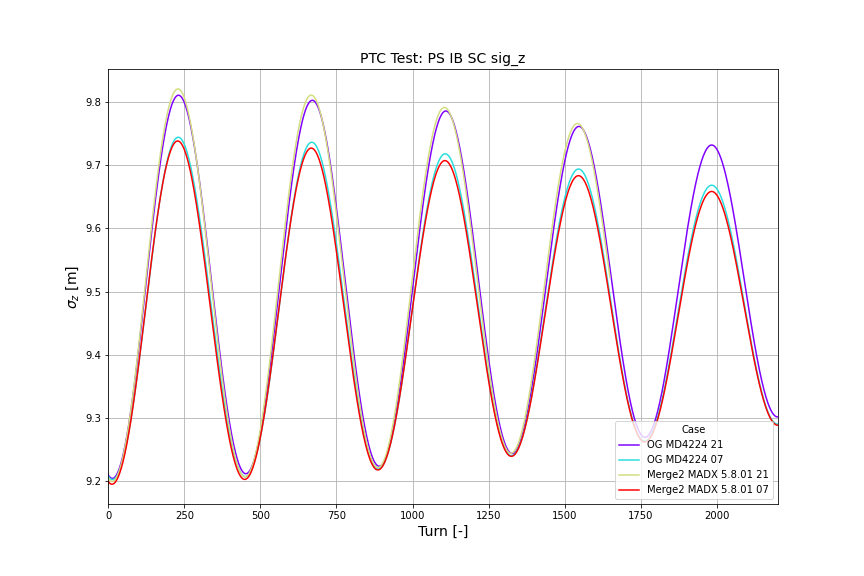 PTC Test: PS IB SC sig_z
9.8
9.7
9.6
9.5
9.4
9.3
9.2
σz [m]
Case
OG MD4224 21
OG MD4224 07
Merge2 MADX 5.8.01 21
Merge2 MADX 5.8.01 07
0 250 500 750 1000 1250 1500 1750 2000
Turn [-]